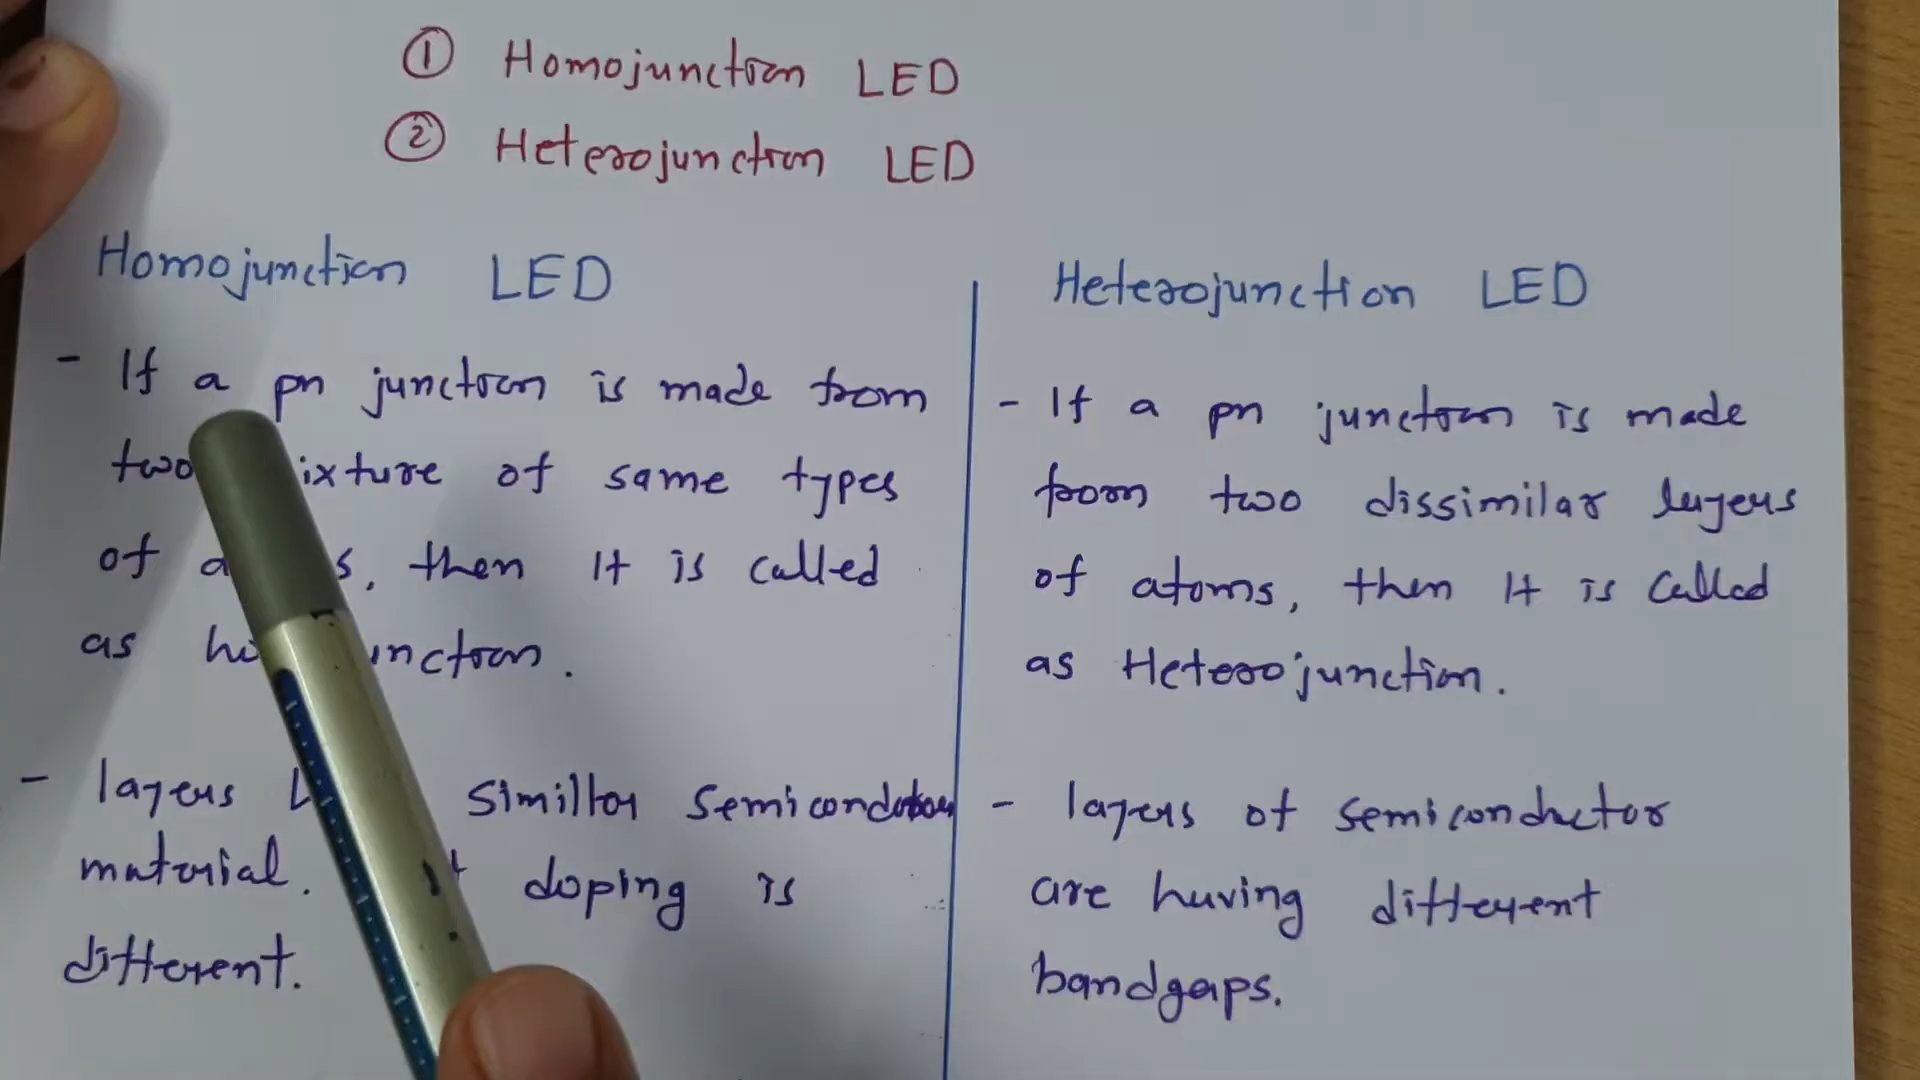 ① Homojunction LED
② Heterojunction LED
Homojunction LED
- If a pn junction is made from
two ixture of same types
of a s, then It is called
as ho unction.
- layers simillar semiconductor
material. doping is
different.
Heterojunction LED
- If a pn junction is made
from two dissimilar layers
of atoms, then It is called
as Heterojunction.
- layers of semiconductor
are having different
bandgaps.